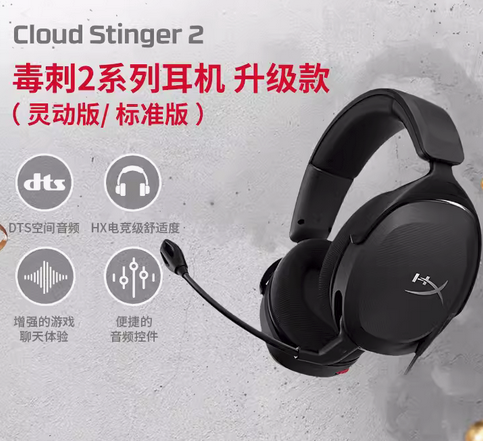 Cloud Stinger 2
毒刺2系列耳机 升级款
（ 灵动版/ 标准版 ）
dts
DTS空间音频
HX电竞级舒适度
增强的游戏
聊天体验
便捷的
音频控件
HX